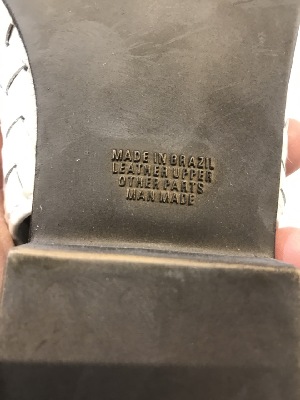 MADE IN BRAZIL
LEATHER UPPER
OTHER PARTS
MAN MADE